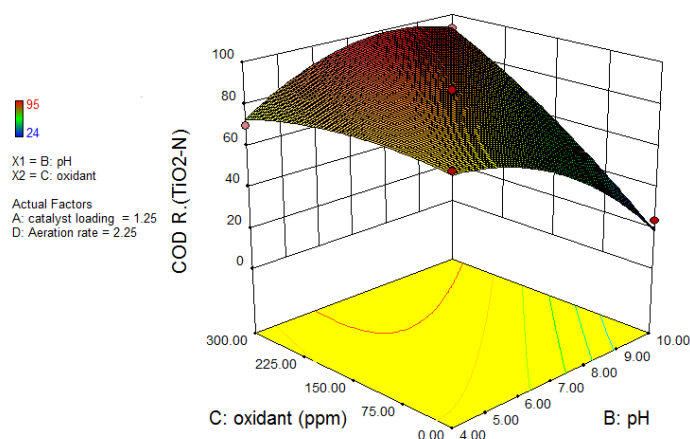 95
24
X1 = B: pH
X2 = C: oxidant
Actual Factors
A: catalyst loading = 1.25
D: Aeration rate = 2.25
COD R.(TiO2-N)
100
80
60
40
20
0
300.00
225.00
150.00
75.00
0.00
C: oxidant (ppm)
4.00
5.00
6.00
7.00
8.00
9.00
10.00
B: pH